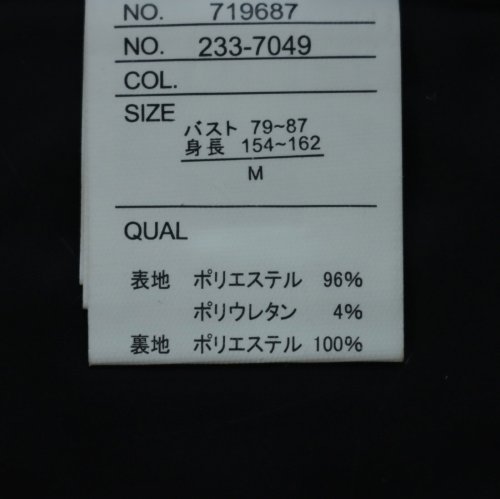 NO. 719687
NO. 233-7049
COL.
SIZE
バスト 79~87
身長 154~162
M
QUAL
表地 ポリエステル 96%
ポリウレタン 4%
裏地 ポリエステル 100%